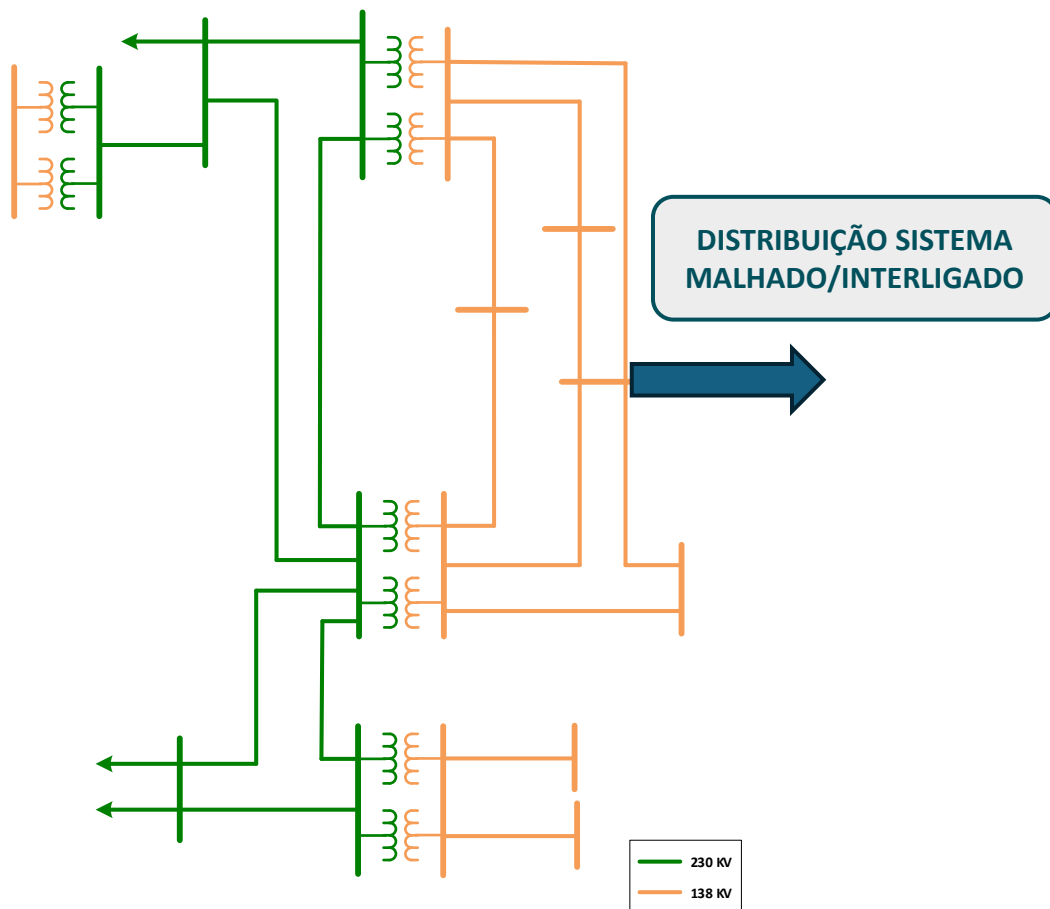 DISTRIBUIÇÃO SISTEMA
MALHADO/INTERLIGADO
230 KV
138 KV